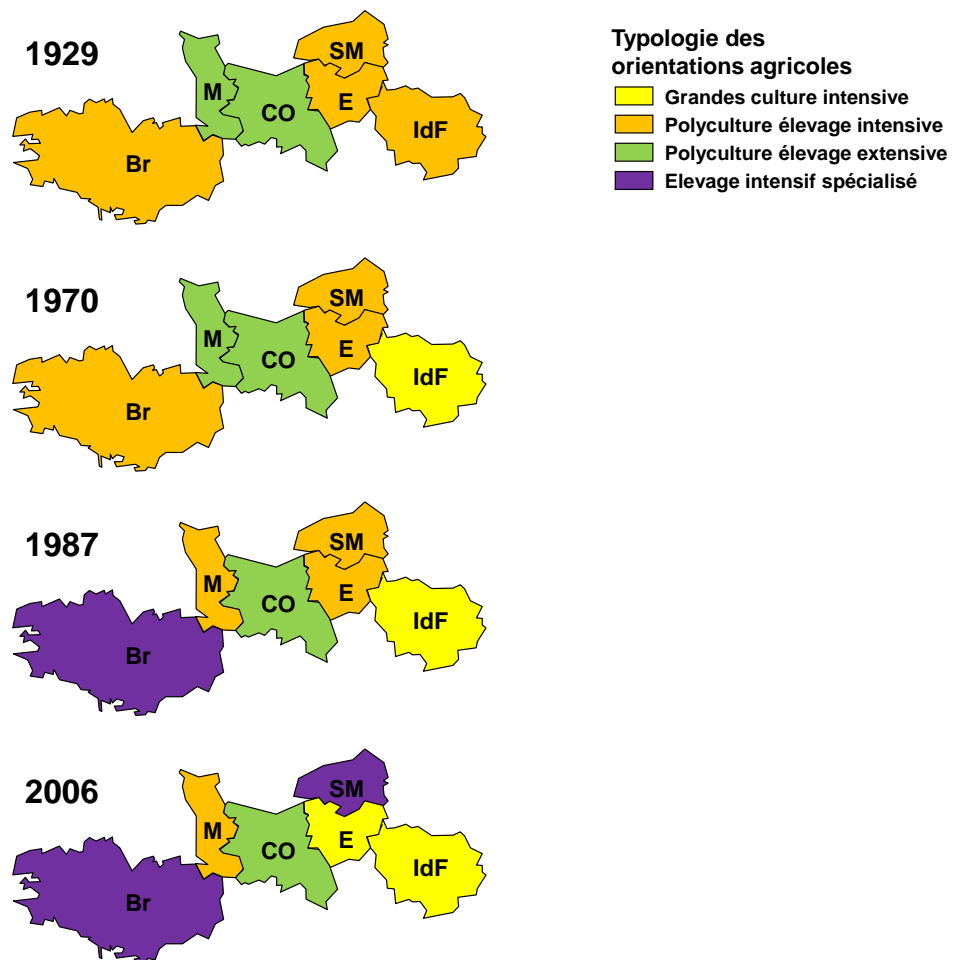 1929
SM
M
CO
E
IdF
Br
Typologie des
orientations agricoles
Grandes culture intensive
Polyculture élevage intensive
Polyculture élevage extensive
Elevage intensif spécialisé
1970
SM
M
CO
E
IdF
Br
1987
SM
M
CO
E
IdF
Br
2006
SM
M
CO
E
IdF
Br